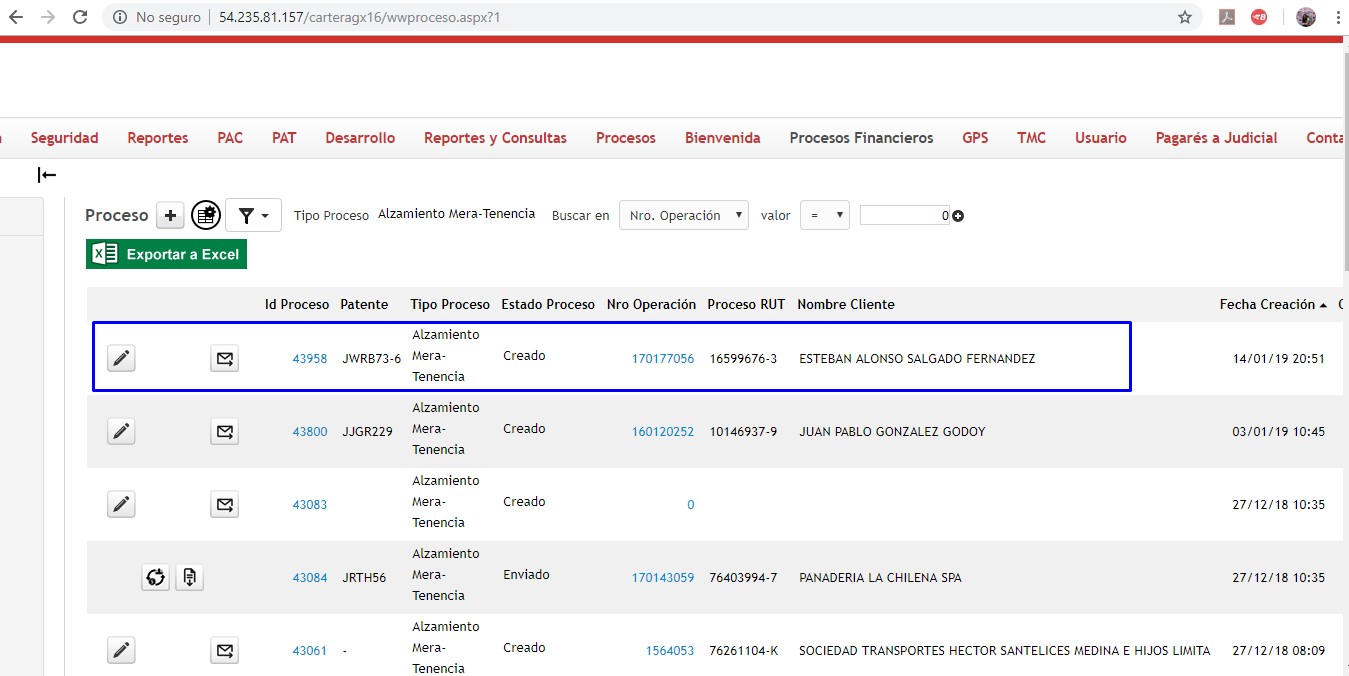 No seguro | 54.235.81.157/carteragx16/wwproceso.aspx?1
Seguridad Reportes PAC PAT Desarrollo Reportes y Consultas Procesos Bienvenida Procesos Financieros GPS TMC Usuario Pagarés a Judicial Conta
Proceso Tipo Proceso Alzamiento Mera-Tenencia Buscar en Nro. Operación valor = 0
Exportar a Excel
Id Proceso Patente Tipo Proceso Estado Proceso Nro Operación Proceso RUT Nombre Cliente Fecha Creación
Alzamiento
43958 JWRB73-6 Mera- Creado 170177056 16599676-3 ESTEBAN ALONSO SALGADO FERNANDEZ 14/01/19 20:51
Tenencia
Alzamiento
43800 JJGR229 Mera- Creado 160120252 10146937-9 JUAN PABLO GONZALEZ GODOY 03/01/19 10:45
Tenencia
Alzamiento
43083 Mera- Creado 0 27/12/18 10:35
Tenencia
Alzamiento
43084 JRTH56 Mera- Enviado 170143059 76403994-7 PANADERIA LA CHILENA SPA 27/12/18 10:35
Tenencia
Alzamiento
43061 - Mera- Creado 1564053 76261104-K SOCIEDAD TRANSPORTES HECTOR SANTELICES MEDINA E HIJOS LIMITA 27/12/18 08:09
Tenencia